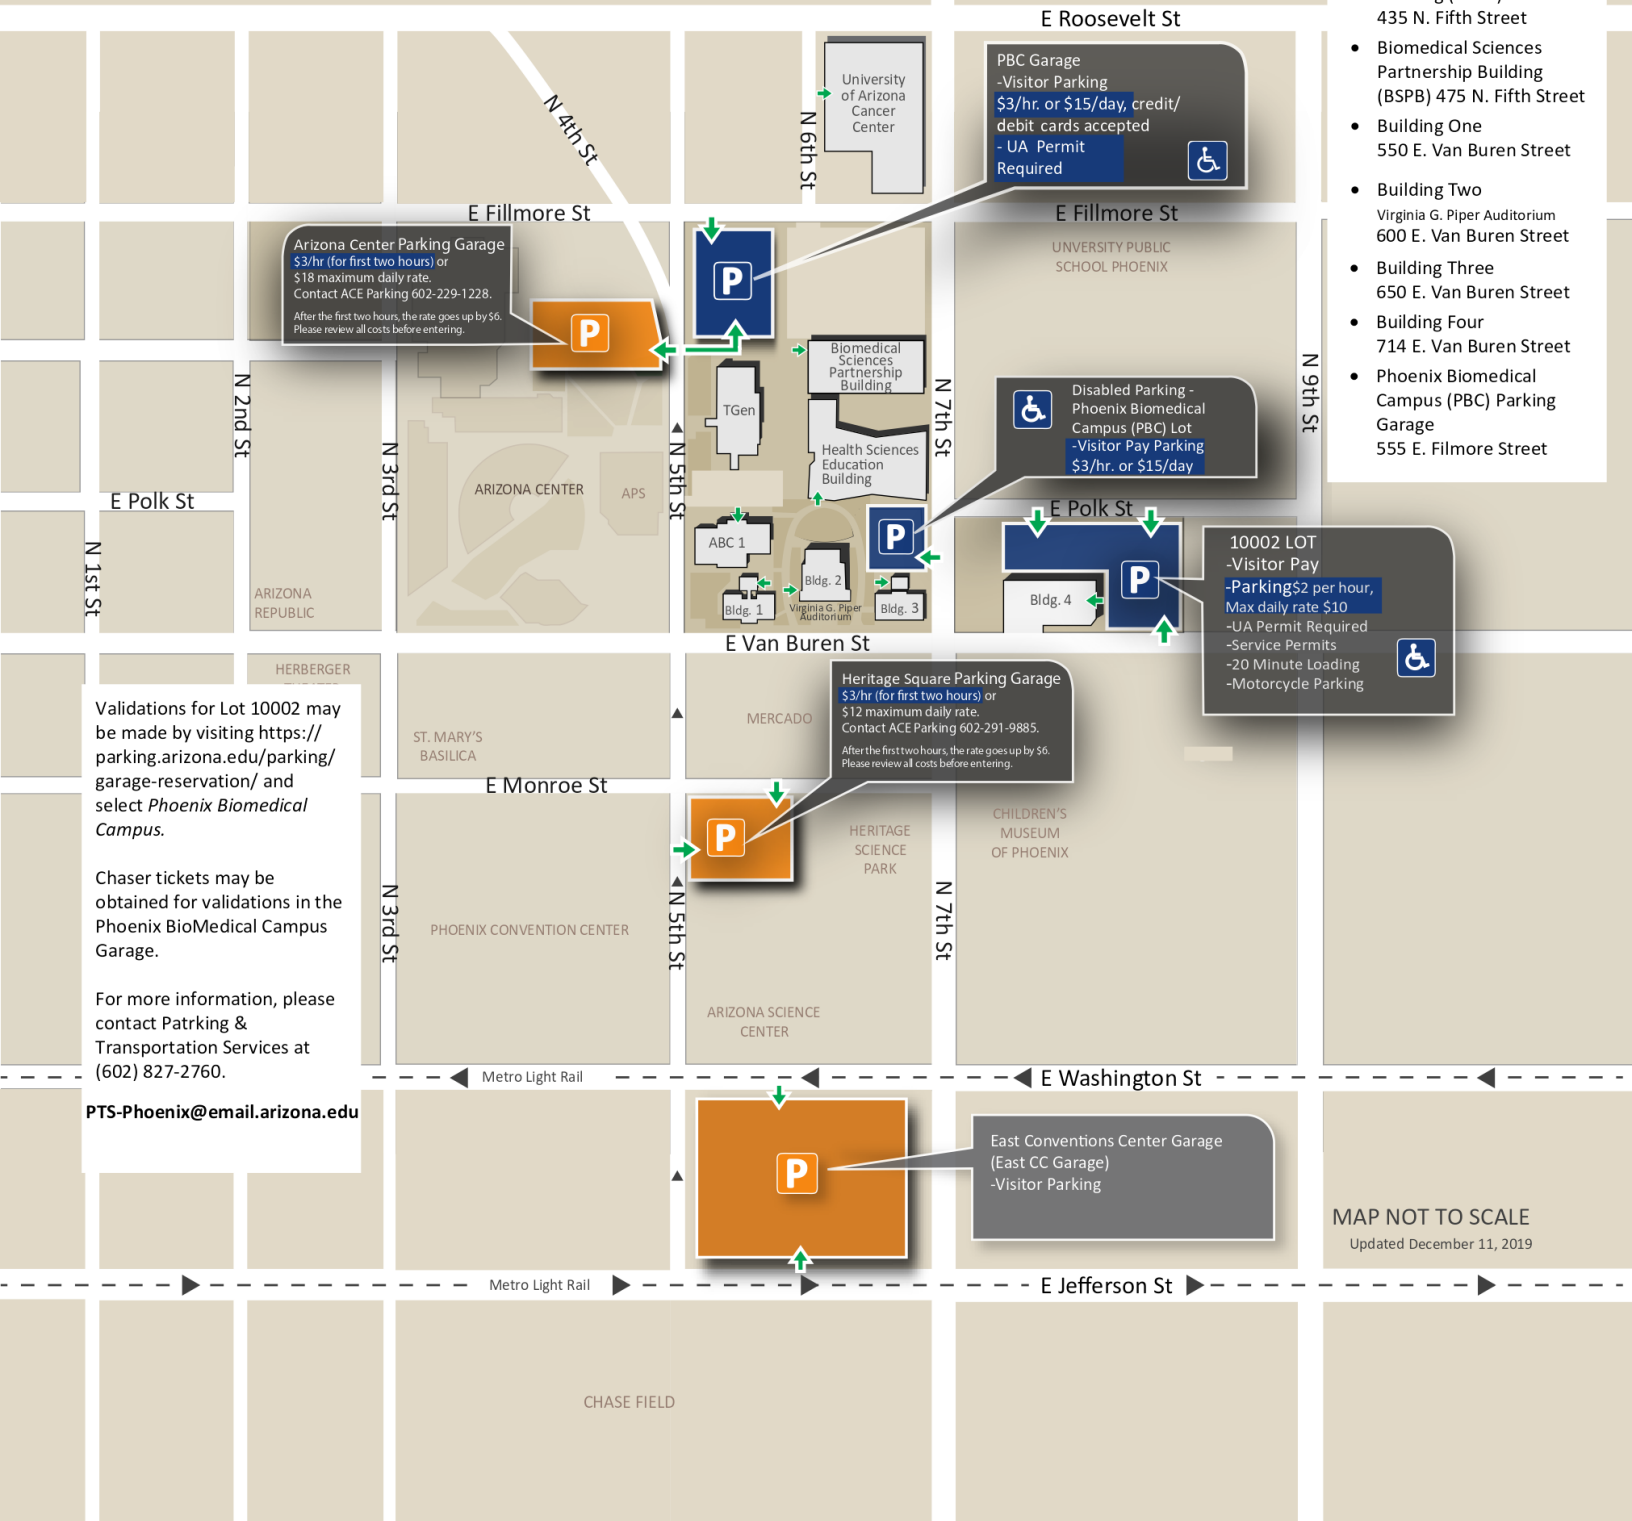 E Roosevelt St
435 N. Fifth Street
• Biomedical Sciences
Partnership Building
(BSPB) 475 N. Fifth Street
• Building One
550 E. Van Buren Street
• Building Two
Virginia G. Piper Auditorium
600 E. Van Buren Street
• Building Three
650 E. Van Buren Street
• Building Four
714 E. Van Buren Street
• Phoenix Biomedical
Campus (PBC) Parking
Garage
555 E. Filmore Street
N 4th St
N 6th St
University
of Arizona
Cancer
Center
PBC Garage
-Visitor Parking
$3/hr. or $15/day, credit/
debit cards accepted
- UA Permit
Required
E Fillmore St
E Fillmore St
Arizona Center Parking Garage
$3/hr (for first two hours) or
$18 maximum daily rate.
Contact ACE Parking 602-229-1228.
After the first two hours, the rate goes up by $6.
Please review all costs before entering.
P
P
UNVERSITY PUBLIC
SCHOOL PHOENIX
Biomedical
Sciences
Partnership
Building
TGen
Health Sciences
Education
Building
N 2nd St
N 3rd St
N 5th St
N 7th St
N 9th St
Disabled Parking -
Phoenix Biomedical
Campus (PBC) Lot
-Visitor Pay Parking
$3/hr. or $15/day
ARIZONA CENTER
APS
E Polk St
E Polk St
N 1st St
ABC 1
P
Bldg. 1
Bldg. 2
Virginia G. Piper
Auditorium
Bldg. 3
Bldg. 4
P
10002 LOT
-Visitor Pay
-Parking$2 per hour,
Max daily rate $10
-UA Permit Required
-Service Permits
-20 Minute Loading
-Motorcycle Parking
ARIZONA
REPUBLIC
E Van Buren St
HERBERGER
Validations for Lot 10002 may
be made by visiting https://
parking.arizona.edu/parking/
garage-reservation/ and
select Phoenix Biomedical
Campus.
Chaser tickets may be
obtained for validations in the
Phoenix BioMedical Campus
Garage.
For more information, please
contact Patrking &
Transportation Services at
(602) 827-2760.
PTS-Phoenix@email.arizona.edu
ST. MARY'S
BASILICA
MERCADO
Heritage Square Parking Garage
$3/hr (for first two hours) or
$12 maximum daily rate.
Contact ACE Parking 602-291-9885.
After the first two hours, the rate goes up by $6.
Please review all costs before entering.
E Monroe St
P
HERITAGE
SCIENCE
PARK
CHILDREN'S
MUSEUM
OF PHOENIX
N 3rd St
PHOENIX CONVENTION CENTER
N 5th St
N 7th St
ARIZONA SCIENCE
CENTER
Metro Light Rail
E Washington St
P
East Conventions Center Garage
(East CC Garage)
-Visitor Parking
MAP NOT TO SCALE
Updated December 11, 2019
Metro Light Rail
E Jefferson St
CHASE FIELD